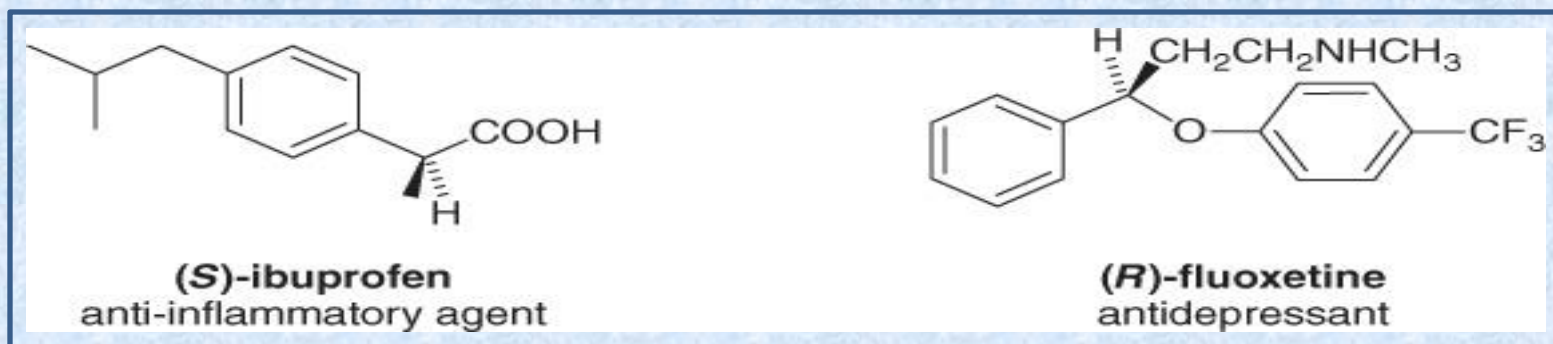 COOH
H
(S)-ibuprofen
anti-inflammatory agent
H
CH₂CH₂NHCH₃
O
CF₃
(R)-fluoxetine
antidepressant